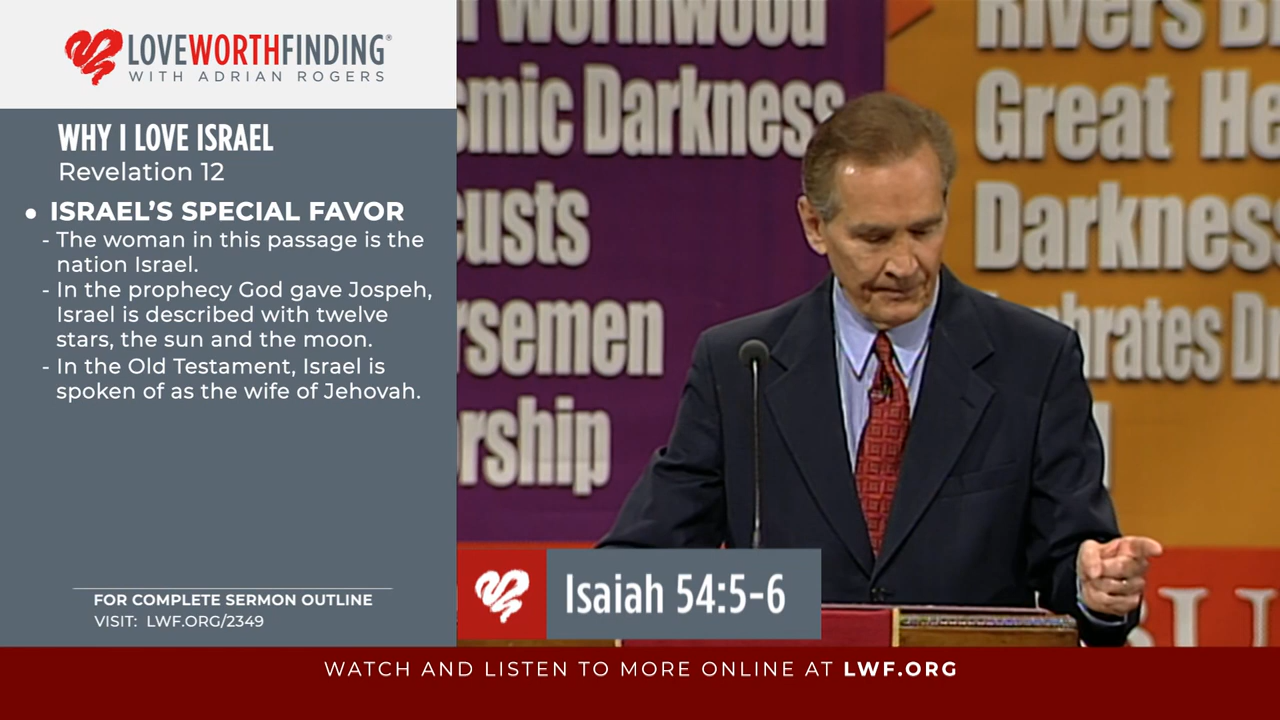 LOVEWORTHFINDING®
WITH ADRIAN ROGERS
WHY I LOVE ISRAEL
Revelation 12
• ISRAEL'S SPECIAL FAVOR
- The woman in this passage is the
nation Israel.
- In the prophecy God gave Jospeh,
Israel is described with twelve
stars, the sun and the moon.
- In the Old Testament, Israel is
spoken of as the wife of Jehovah.
FOR COMPLETE SERMON OUTLINE
VISIT: LWF.ORG/2349
Wormwood
smic Darkness
custs
rsemen
rship
Rivers B
Great He
Darkness
hrates Dr
Isaiah 54:5-6
WATCH AND LISTEN TO MORE ONLINE AT LWF.ORG